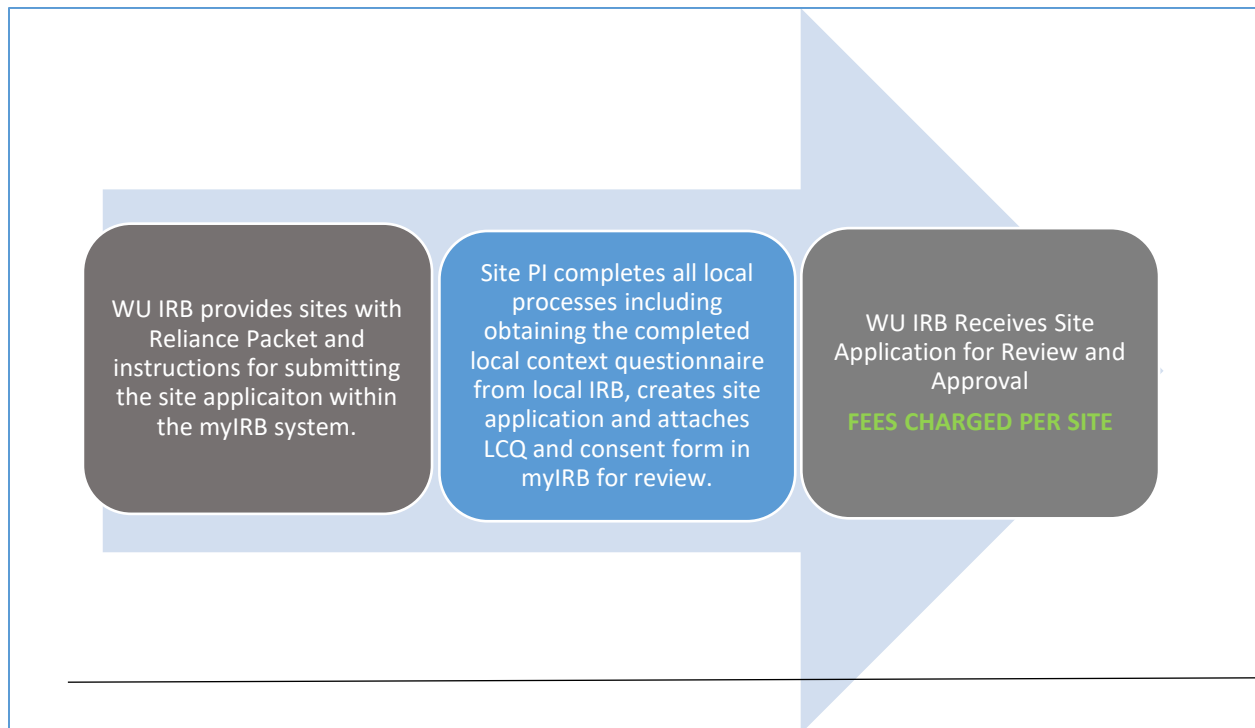 WU IRB provides sites with
Reliance Packet and
instructions for submitting
the site applicaiton within
the myIRB system.
Site PI completes all local
processes including
obtaining the completed
local context questionnaire
from local IRB, creates site
application and attaches
LCQ and consent form in
myIRB for review.
WU IRB Receives Site
Application for Review and
Approval
FEES CHARGED PER SITE